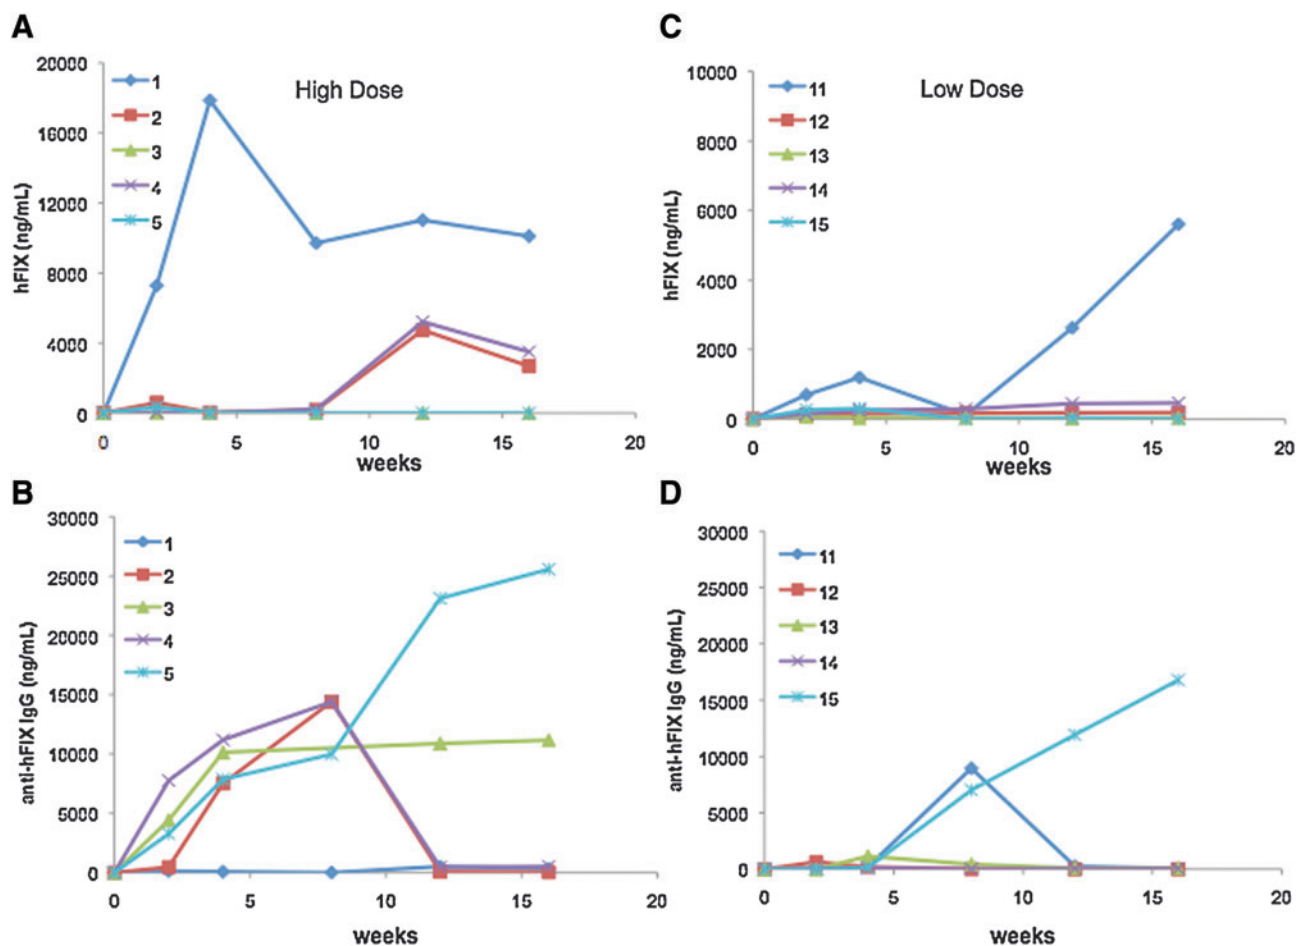 A
High Dose
hFIX (ng/mL)
20000
16000
12000
8000
4000
0
1
2
3
4
5
0 5 10 15 20
weeks
C
Low Dose
hFIX (ng/mL)
10000
8000
6000
4000
2000
0
11
12
13
14
15
0 5 10 15 20
weeks
B
anti-hFIX IgG (ng/mL)
30000
25000
20000
15000
10000
5000
0
1
2
3
4
5
0 5 10 15 20
weeks
D
anti-hFIX IgG (ng/mL)
30000
25000
20000
15000
10000
5000
0
11
12
13
14
15
0 5 10 15 20
weeks